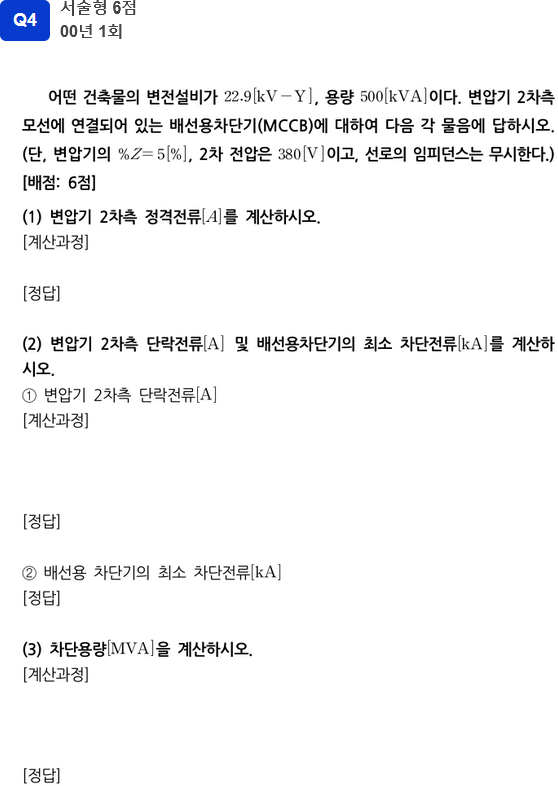 Q4
서술형 6점
00년 1회
어떤 건축물의 변전설비가 22.9[kV－Y], 용량 500[kVA]이다. 변압기 2차측
모선에 연결되어 있는 배선용차단기(MCCB)에 대하여 다음 각 물음에 답하시오.
(단, 변압기의 %Z=5[%], 2차 전압은 380[V]이고, 선로의 임피던스는 무시한다.)
[배점: 6점]
(1) 변압기 2차측 정격전류[A]를 계산하시오.
[계산과정]
[정답]
(2) 변압기 2차측 단락전류[A] 및 배선용차단기의 최소 차단전류[kA]를 계산하
시오.
① 변압기 2차측 단락전류[A]
[계산과정]
[정답]
② 배선용 차단기의 최소 차단전류[kA]
[정답]
(3) 차단용량[MVA]을 계산하시오.
[계산과정]
[정답]